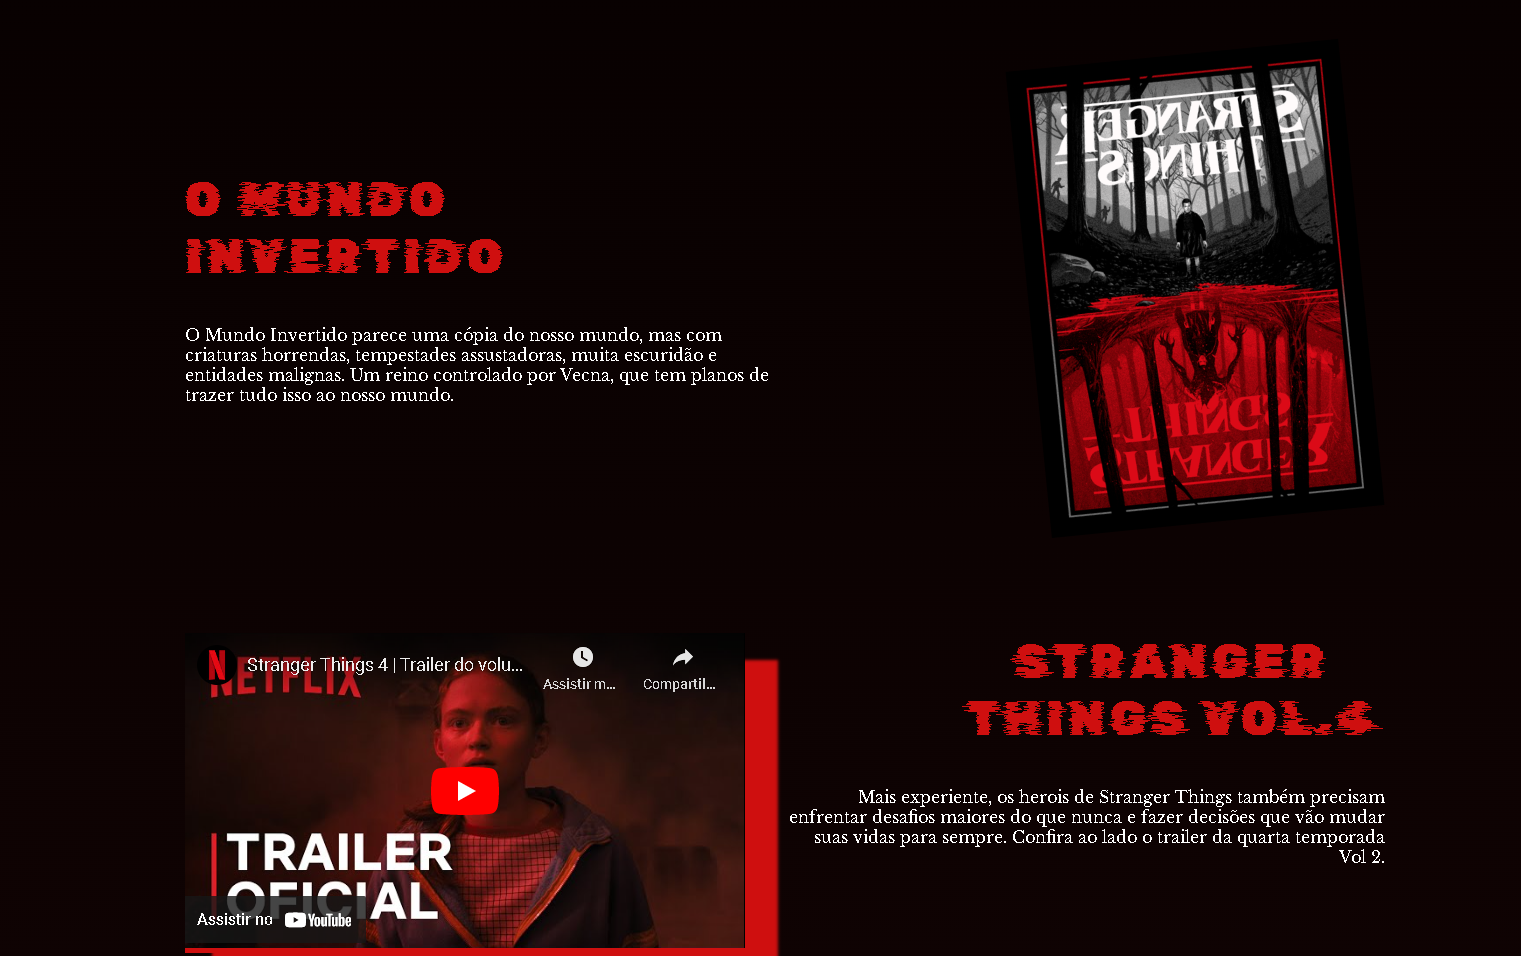 O MUNDO
INVERTIDO
O Mundo Invertido parece uma cópia do nosso mundo, mas com
criaturas horrendas, tempestades assustadoras, muita escuridão e
entidades malignas. Um reino controlado por Vecna, que tem planos de
trazer tudo isso ao nosso mundo.
STRANGER
THINGS
THINGS
STRANGER
NETFLIX
Stranger Things 4 | Trailer do volu...
Assistir m...
Compartil...
TRAILER
OFICIAL
Assistir no YouTube
STRANGER
THINGS VOL.4
Mais experiente, os herois de Stranger Things também precisam
enfrentar desafios maiores do que nunca e fazer decisões que vão mudar
suas vidas para sempre. Confira ao lado o trailer da quarta temporada
Vol 2.